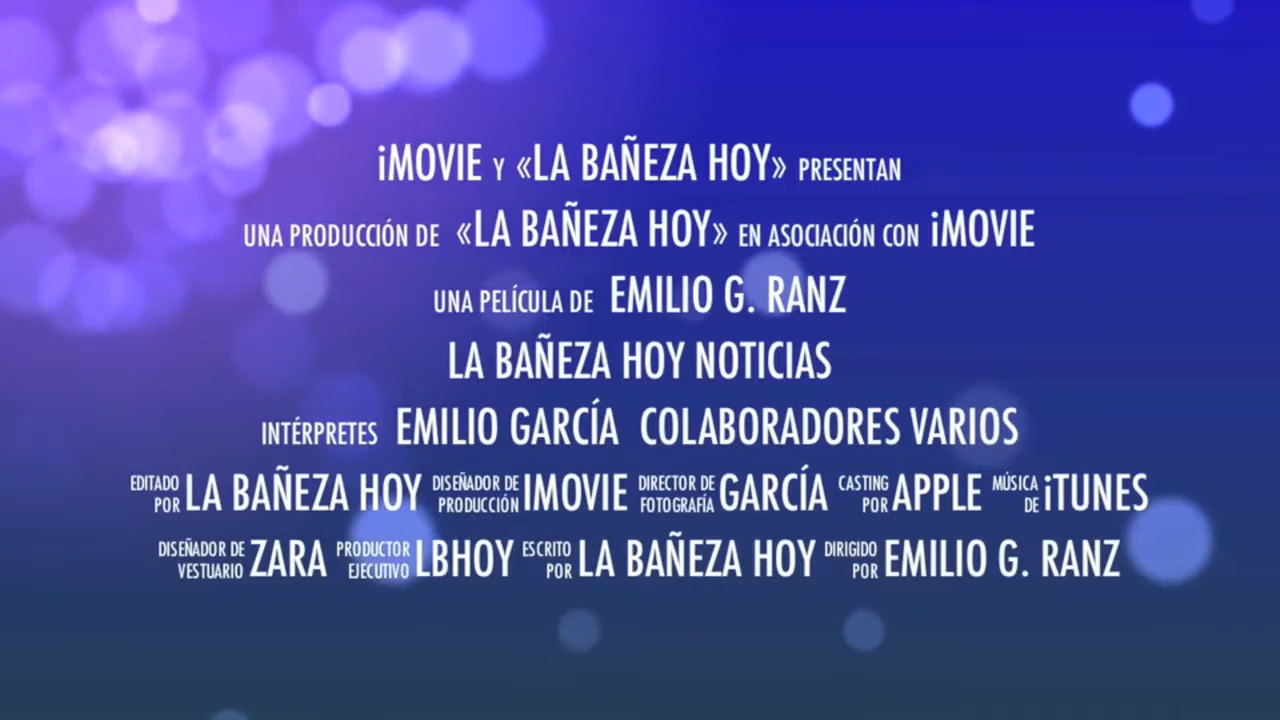 iMOVIE Y «LA BAÑEZA HOY» PRESENTAN
UNA PRODUCCIÓN DE «LA BAÑEZA HOY» EN ASOCIACIÓN CON iMOVIE
UNA PELÍCULA DE EMILIO G. RANZ
LA BAÑEZA HOY NOTICIAS
INTÉRPRETES EMILIO GARCÍA COLABORADORES VARIOS
EDITADO POR LA BAÑEZA HOY DISEÑADOR DE PRODUCCIÓN IMOVIE DIRECTOR DE FOTOGRAFÍA GARCÍA CASTING POR APPLE MÚSICA DE iTUNES
DISEÑADOR DE VESTUARIO ZARA PRODUCTOR EJECUTIVO LBHOY ESCRITO POR LA BAÑEZA HOY DIRIGIDO POR EMILIO G. RANZ